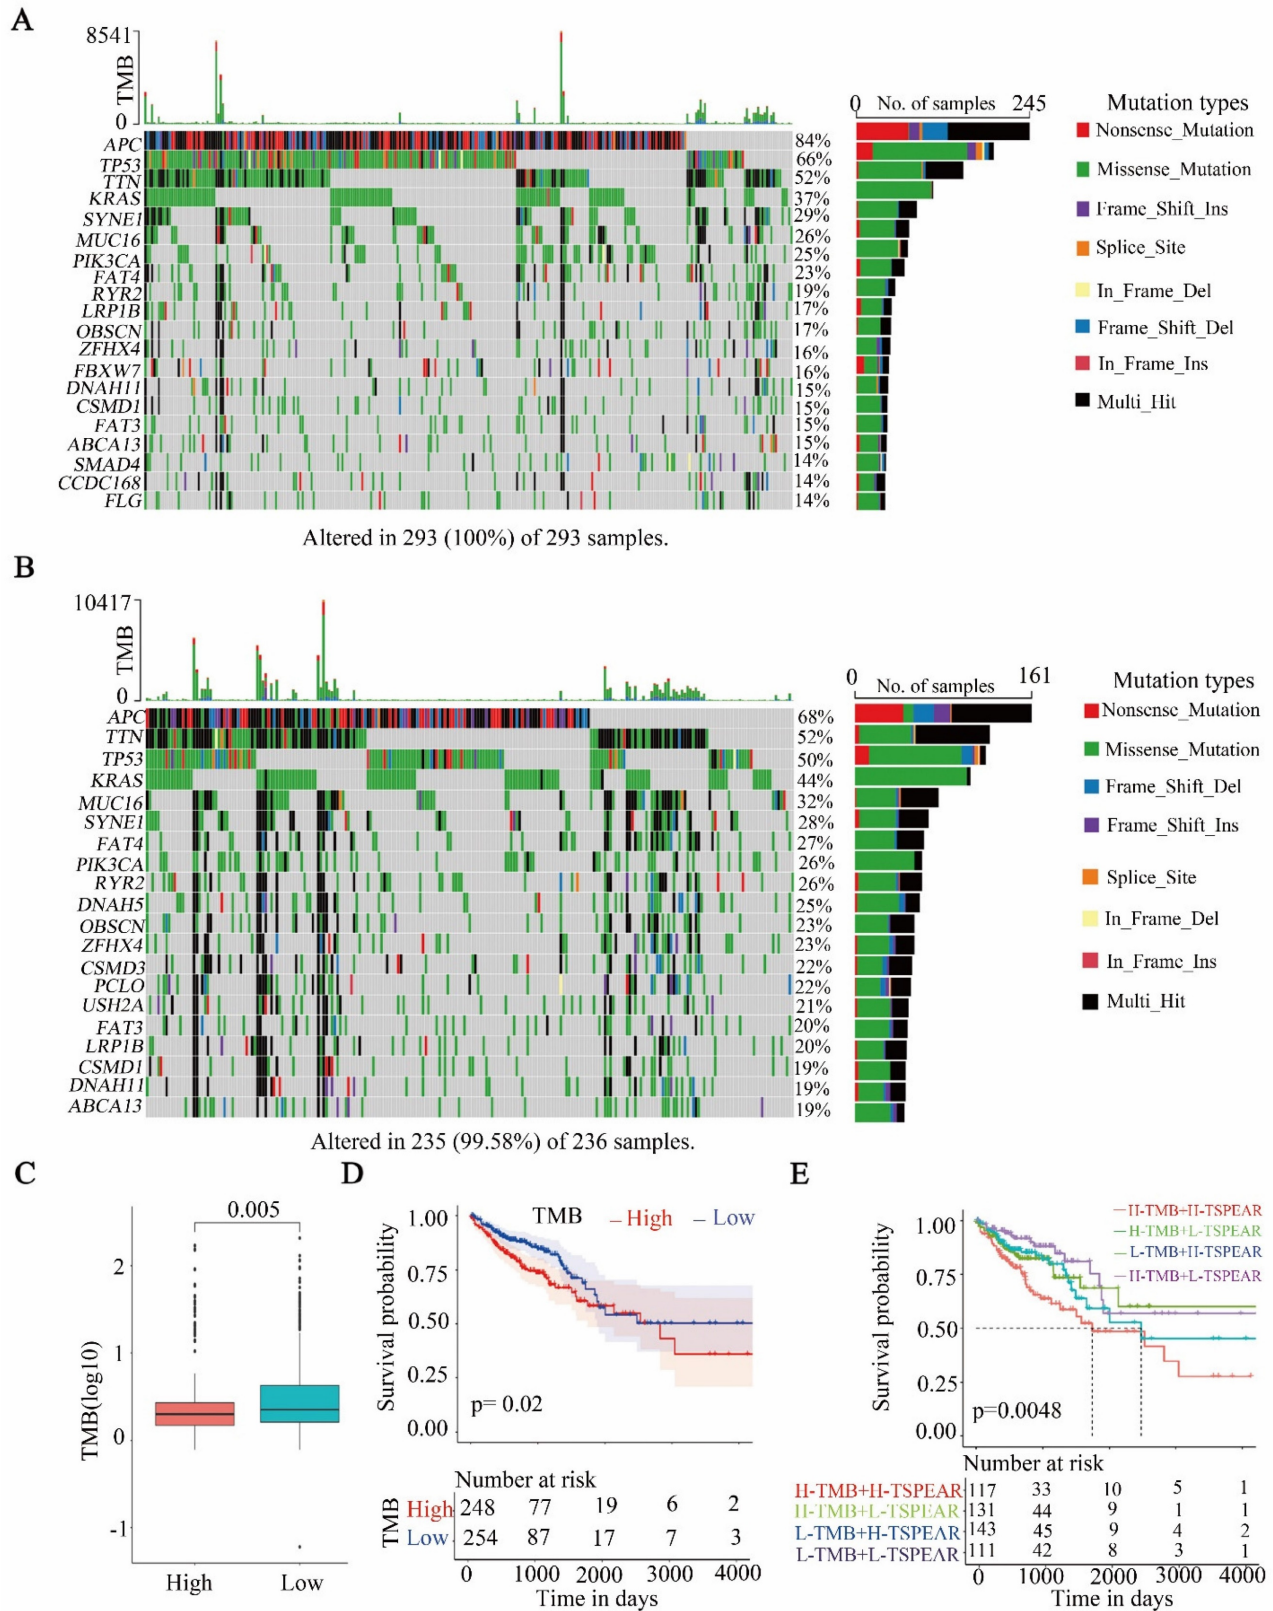 A
8541
TMB
0
0 No. of samples 245
Mutation types
Nonsense_Mutation
Missense_Mutation
Frame_Shift_Ins
Splice_Site
In_Frame_Del
Frame_Shift_Del
In_Frame_Ins
Multi_Hit
APC 84%
TP53 66%
TTN 52%
KRAS 37%
SYNE1 29%
MUC16 26%
PIK3CA 25%
FAT4 23%
RYR2 19%
LRP1B 17%
OBSCN 17%
ZFHX4 16%
FBXW7 16%
DNAH11 15%
CSMD1 15%
FAT3 15%
ABCA13 15%
SMAD4 14%
CCDC168 14%
FLG 14%
Altered in 293 (100%) of 293 samples.
B
10417
TMB
0
0 No. of samples 161
Mutation types
Nonsense_Mutation
Missense_Mutation
Frame_Shift_Del
Frame_Shift_Ins
Splice_Site
In_Frame_Del
In_Frame_Ins
Multi_Hit
APC 68%
TTN 52%
TP53 50%
KRAS 44%
MUC16 32%
SYNE1 28%
FAT4 27%
PIK3CA 26%
RYR2 26%
DNAH5 25%
OBSCN 23%
ZFHX4 23%
CSMD3 22%
PCLO 22%
USH2A 21%
FAT3 20%
LRP1B 20%
CSMD1 19%
DNAH11 19%
ABCA13 19%
Altered in 235 (99.58%) of 236 samples.
C
0.005
TMB(log10)
2
1
0
-1
High Low
D
TMB High Low
Survival probability
1.00
0.75
0.50
0.25
0.00
p= 0.02
Number at risk
TMB
High 248 77 19 6 2
Low 254 87 17 7 3
0 1000 2000 3000 4000
Time in days
E
H-TMB+H-TSPEAR
H-TMB+L-TSPEAR
L-TMB+H-TSPEAR
H-TMB+L-TSPEAR
Survival probability
1.00
0.75
0.50
0.25
0.00
p=0.0048
Number at risk
H-TMB+H-TSPEAR 117 33 10 5 1
H-TMB+L-TSPEAR 131 44 9 1 1
L-TMB+H-TSPEAR 143 45 9 4 2
L-TMB+L-TSPEAR 111 42 8 3 1
0 1000 2000 3000 4000
Time in days